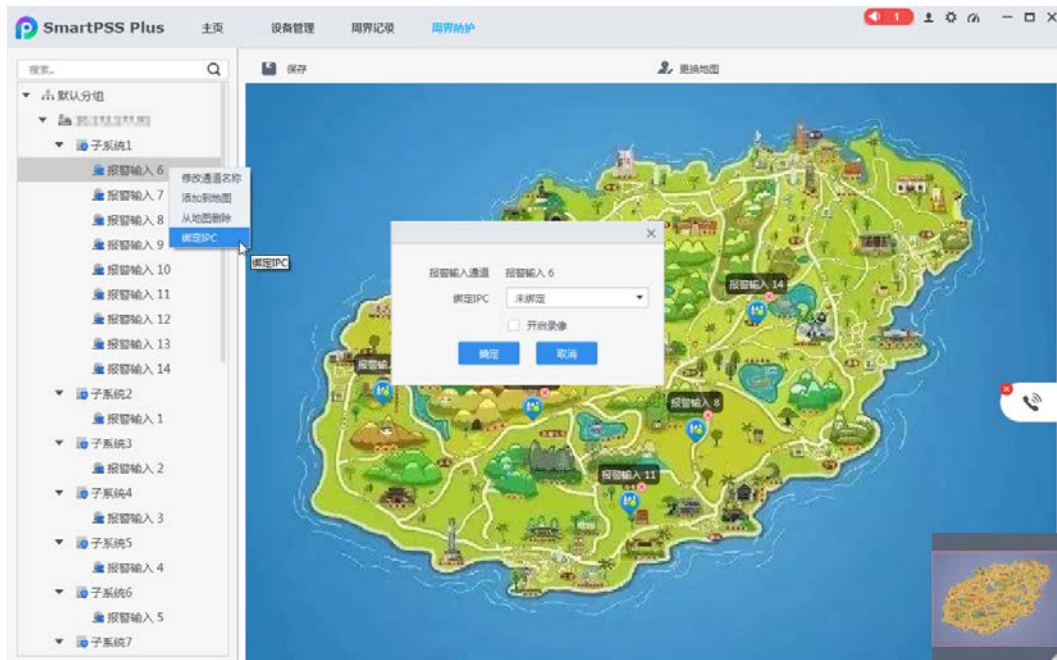 SmartPSS Plus 主页 设备管理 周界记录 周界防护 1
搜索.. 保存 更换地图
默认分组
子系统1
报警输入 6
报警输入 7
报警输入 8
报警输入 9
报警输入 10
报警输入 11
报警输入 12
报警输入 13
报警输入 14
子系统2
报警输入 1
子系统3
报警输入 2
子系统4
报警输入 3
子系统5
报警输入 4
子系统6
报警输入 5
子系统7
修改通道名称
添加到地图
从地图删除
绑定IPC
绑定IPC
报警输入通道 报警输入 6
绑定IPC 未绑定
开启录像
确定 取消
报警输入 14
报警输
报警输入 8
报警输入 11